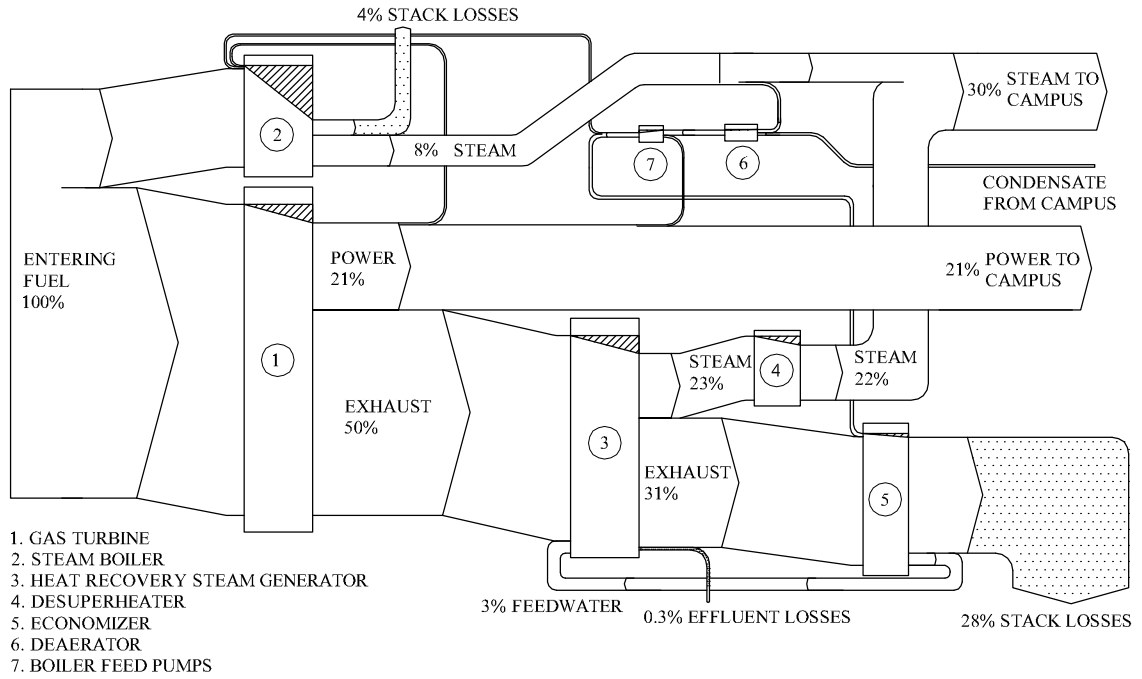 4% STACK LOSSES
30% STEAM TO
CAMPUS
2
8% STEAM
7
6
CONDENSATE
FROM CAMPUS
ENTERING
FUEL
100%
POWER
21%
21% POWER TO
CAMPUS
1
EXHAUST
50%
STEAM
23%
4
STEAM
22%
3
EXHAUST
31%
5
1. GAS TURBINE
2. STEAM BOILER
3. HEAT RECOVERY STEAM GENERATOR
4. DESUPERHEATER
5. ECONOMIZER
6. DEAERATOR
7. BOILER FEED PUMPS
3% FEEDWATER
0.3% EFFLUENT LOSSES
28% STACK LOSSES